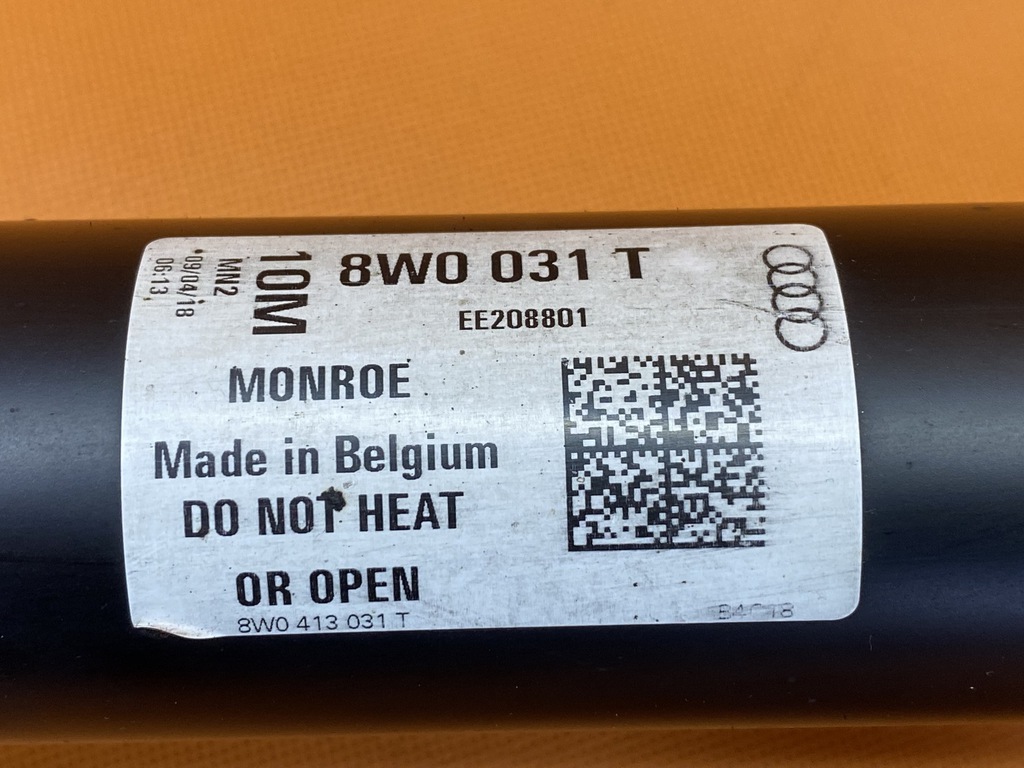 8W0 031 T
EE208801
10M
MN2
*09/04/18
06:13
MONROE
Made in Belgium
DO NOT HEAT
OR OPEN
8W0 413 031 T